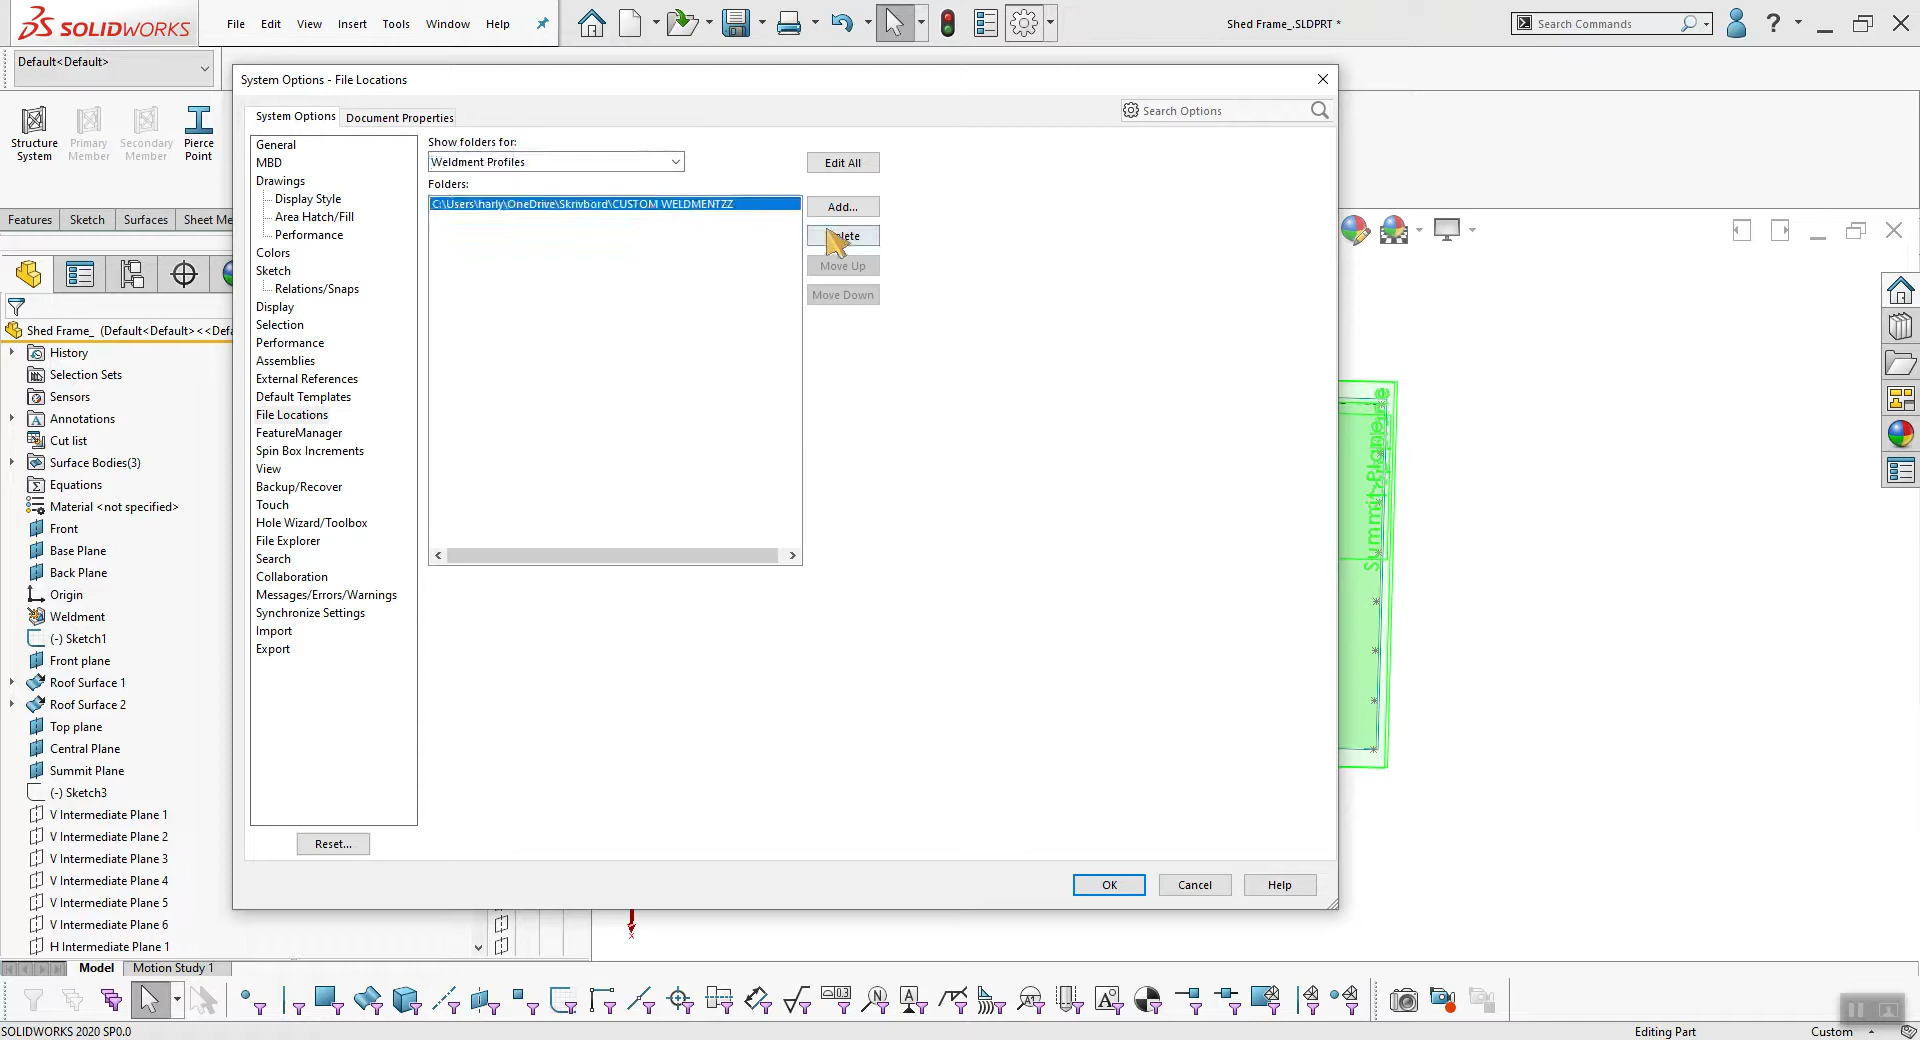 SOLIDWORKS
File Edit View Insert Tools Window Help
Shed Frame_.SLDPRT *
Search Commands
Default<Default>
Structure System
Primary Member
Secondary Member
Pierce Point
Features Sketch Surfaces Sheet Me
Shed Frame_ (Default<Default> <<Defa
History
Selection Sets
Sensors
Annotations
Cut list
Surface Bodies(3)
Equations
Material <not specified>
Front
Base Plane
Back Plane
Origin
Weldment
(-) Sketch1
Front plane
Roof Surface 1
Roof Surface 2
Top plane
Central Plane
Summit Plane
(-) Sketch3
V Intermediate Plane 1
V Intermediate Plane 2
V Intermediate Plane 3
V Intermediate Plane 4
V Intermediate Plane 5
V Intermediate Plane 6
H Intermediate Plane 1
System Options - File Locations
System Options Document Properties
Search Options
General
MBD
Drawings
Display Style
Area Hatch/Fill
Performance
Colors
Sketch
Relations/Snaps
Display
Selection
Performance
Assemblies
External References
Default Templates
File Locations
FeatureManager
Spin Box Increments
View
Backup/Recover
Touch
Hole Wizard/Toolbox
File Explorer
Search
Collaboration
Messages/Errors/Warnings
Synchronize Settings
Import
Export
Reset...
Show folders for:
Weldment Profiles
Folders:
C:\Users\harly\OneDrive\Skrivbord\CUSTOM WELDMENTZZ
Edit All
Add...
lete
Move Up
Move Down
OK Cancel Help
Summit Plane
Model Motion Study 1
SOLIDWORKS 2020 SP0.0
Editing Part
Custom